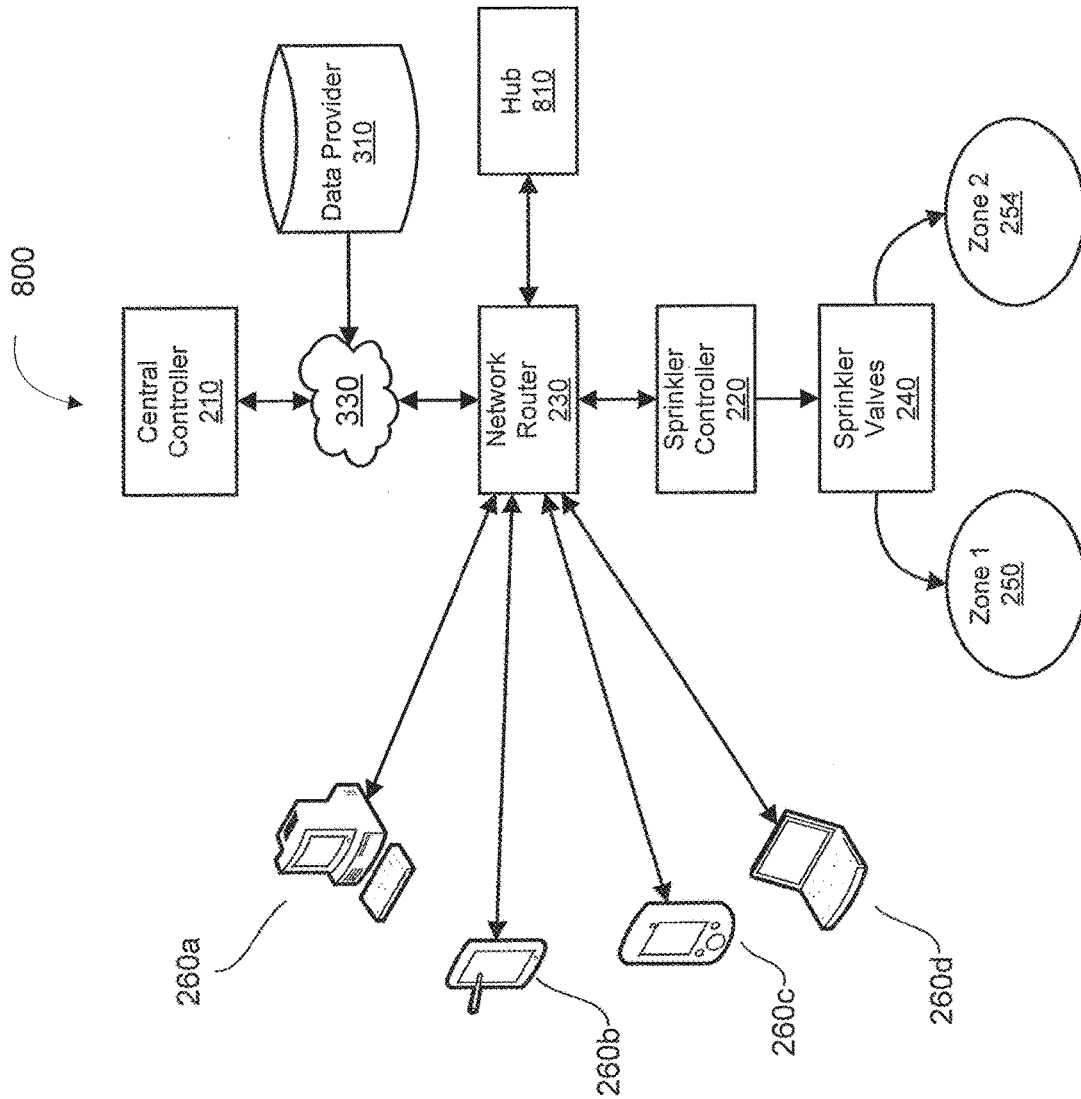 800
Central
Controller
210
330
Data Provider
310
Network
Router
230
Hub
810
Sprinkler
Controller
220
Sprinkler
Valves
240
Zone 1
250
Zone 2
254
260a
260b
260c
260d